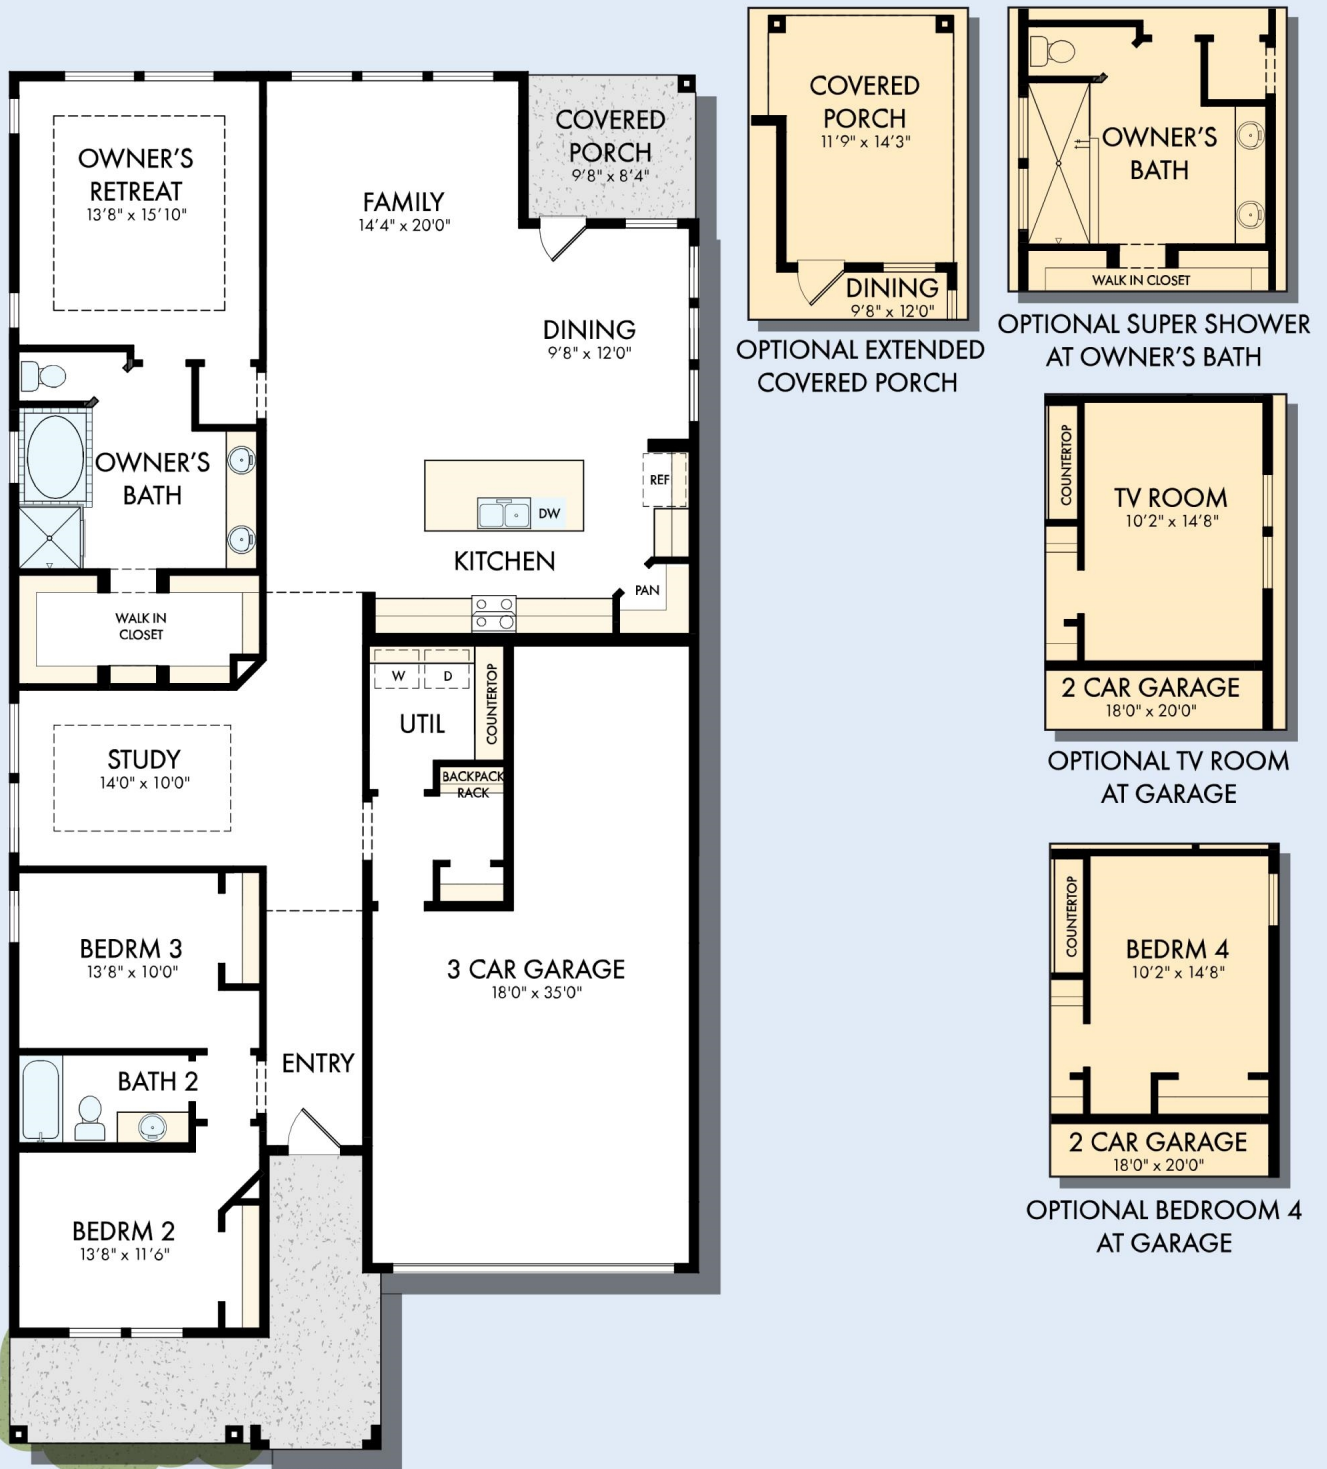 OWNER'S
RETREAT
13'8" x 15'10"
FAMILY
14'4" x 20'0"
COVERED
PORCH
9'8" x 8'4"
DINING
9'8" x 12'0"
OWNER'S
BATH
REF
DW
KITCHEN
PAN
WALK IN
CLOSET
W
D
COUNTERTOP
UTIL
STUDY
14'0" x 10'0"
BACKPACK
RACK
BEDRM 3
13'8" x 10'0"
3 CAR GARAGE
18'0" x 35'0"
ENTRY
BATH 2
BEDRM 2
13'8" x 11'6"
COVERED
PORCH
11'9" x 14'3"
DINING
9'8" x 12'0"
OPTIONAL EXTENDED
COVERED PORCH
OWNER'S
BATH
WALK IN CLOSET
OPTIONAL SUPER SHOWER
AT OWNER'S BATH
COUNTERTOP
TV ROOM
10'2" x 14'8"
2 CAR GARAGE
18'0" x 20'0"
OPTIONAL TV ROOM
AT GARAGE
COUNTERTOP
BEDRM 4
10'2" x 14'8"
2 CAR GARAGE
18'0" x 20'0"
OPTIONAL BEDROOM 4
AT GARAGE